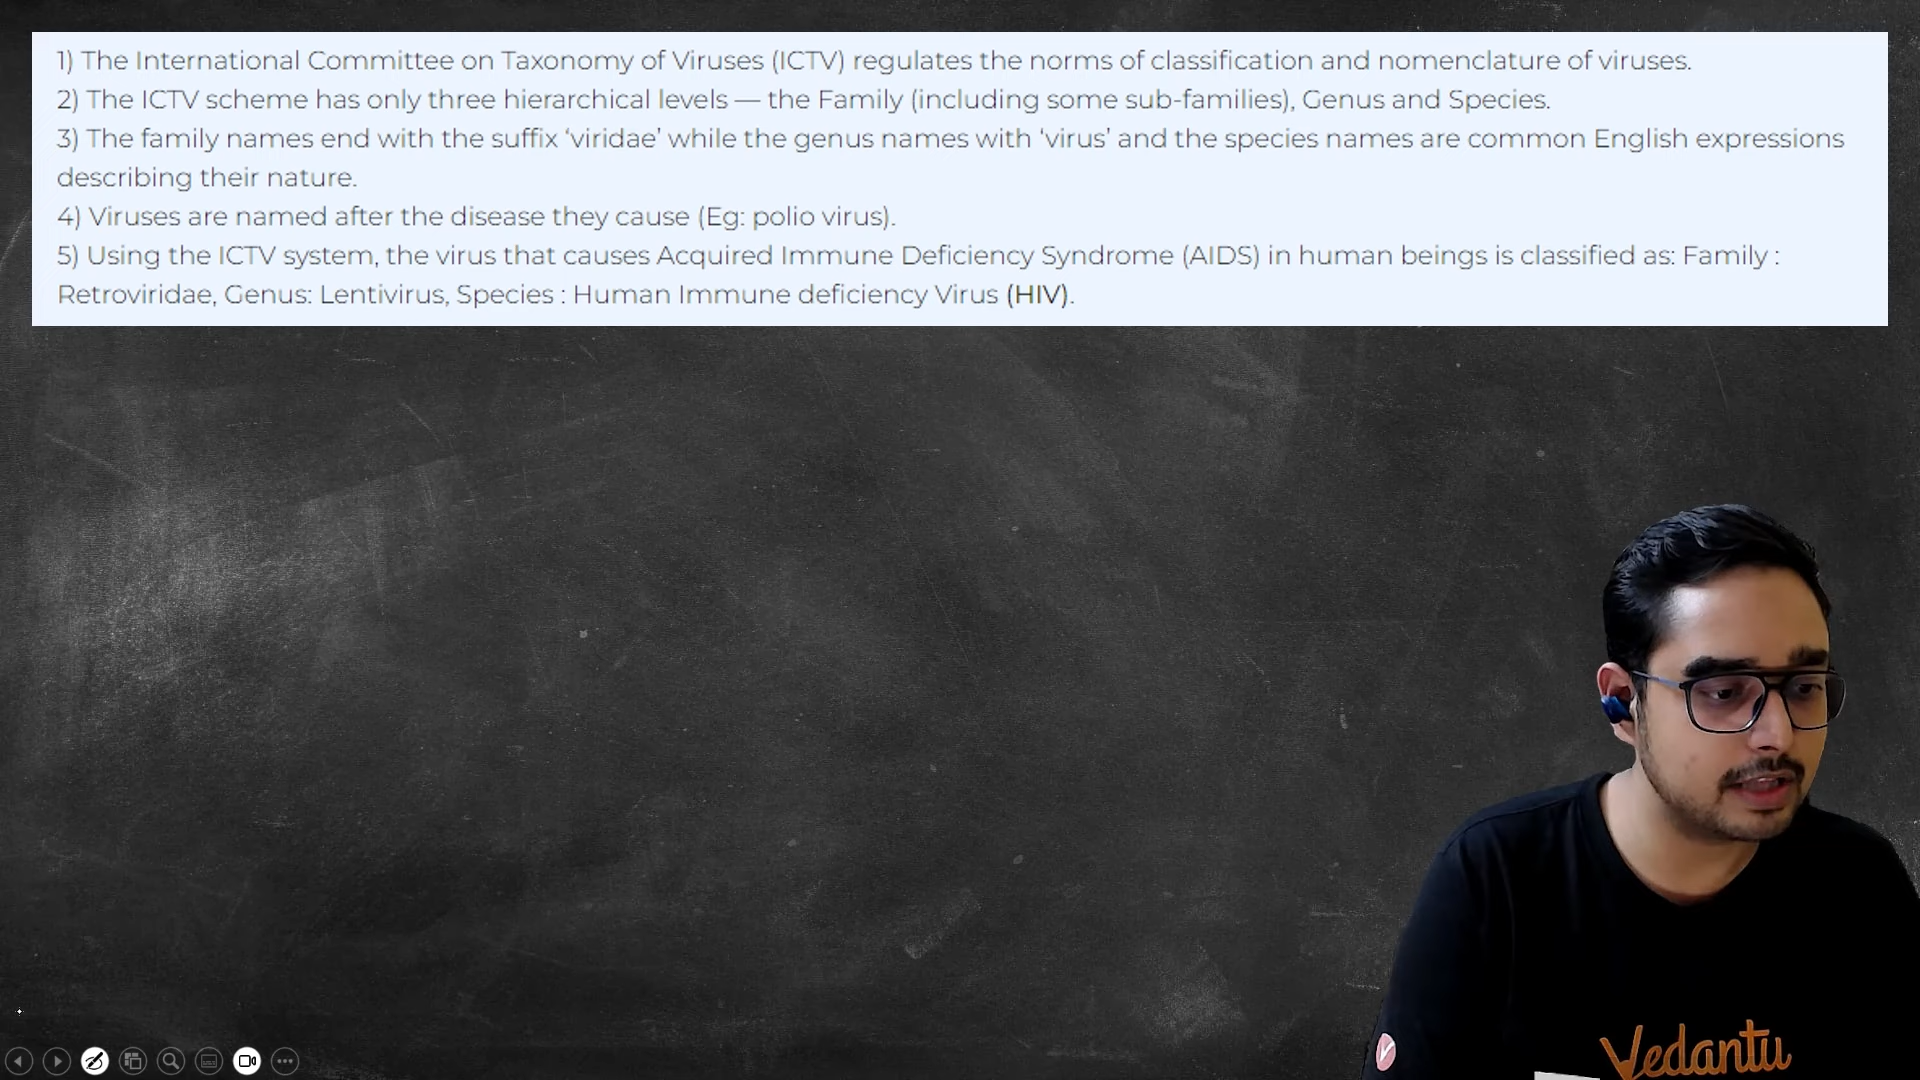 1) The International Committee on Taxonomy of Viruses (ICTV) regulates the norms of classification and nomenclature of viruses.
2) The ICTV scheme has only three hierarchical levels — the Family (including some sub-families), Genus and Species.
3) The family names end with the suffix ‘viridae’ while the genus names with ‘virus’ and the species names are common English expressions
describing their nature.
4) Viruses are named after the disease they cause (Eg: polio virus).
5) Using the ICTV system, the virus that causes Acquired Immune Deficiency Syndrome (AIDS) in human beings is classified as: Family :
Retroviridae, Genus: Lentivirus, Species : Human Immune deficiency Virus (HIV).
Vedantu